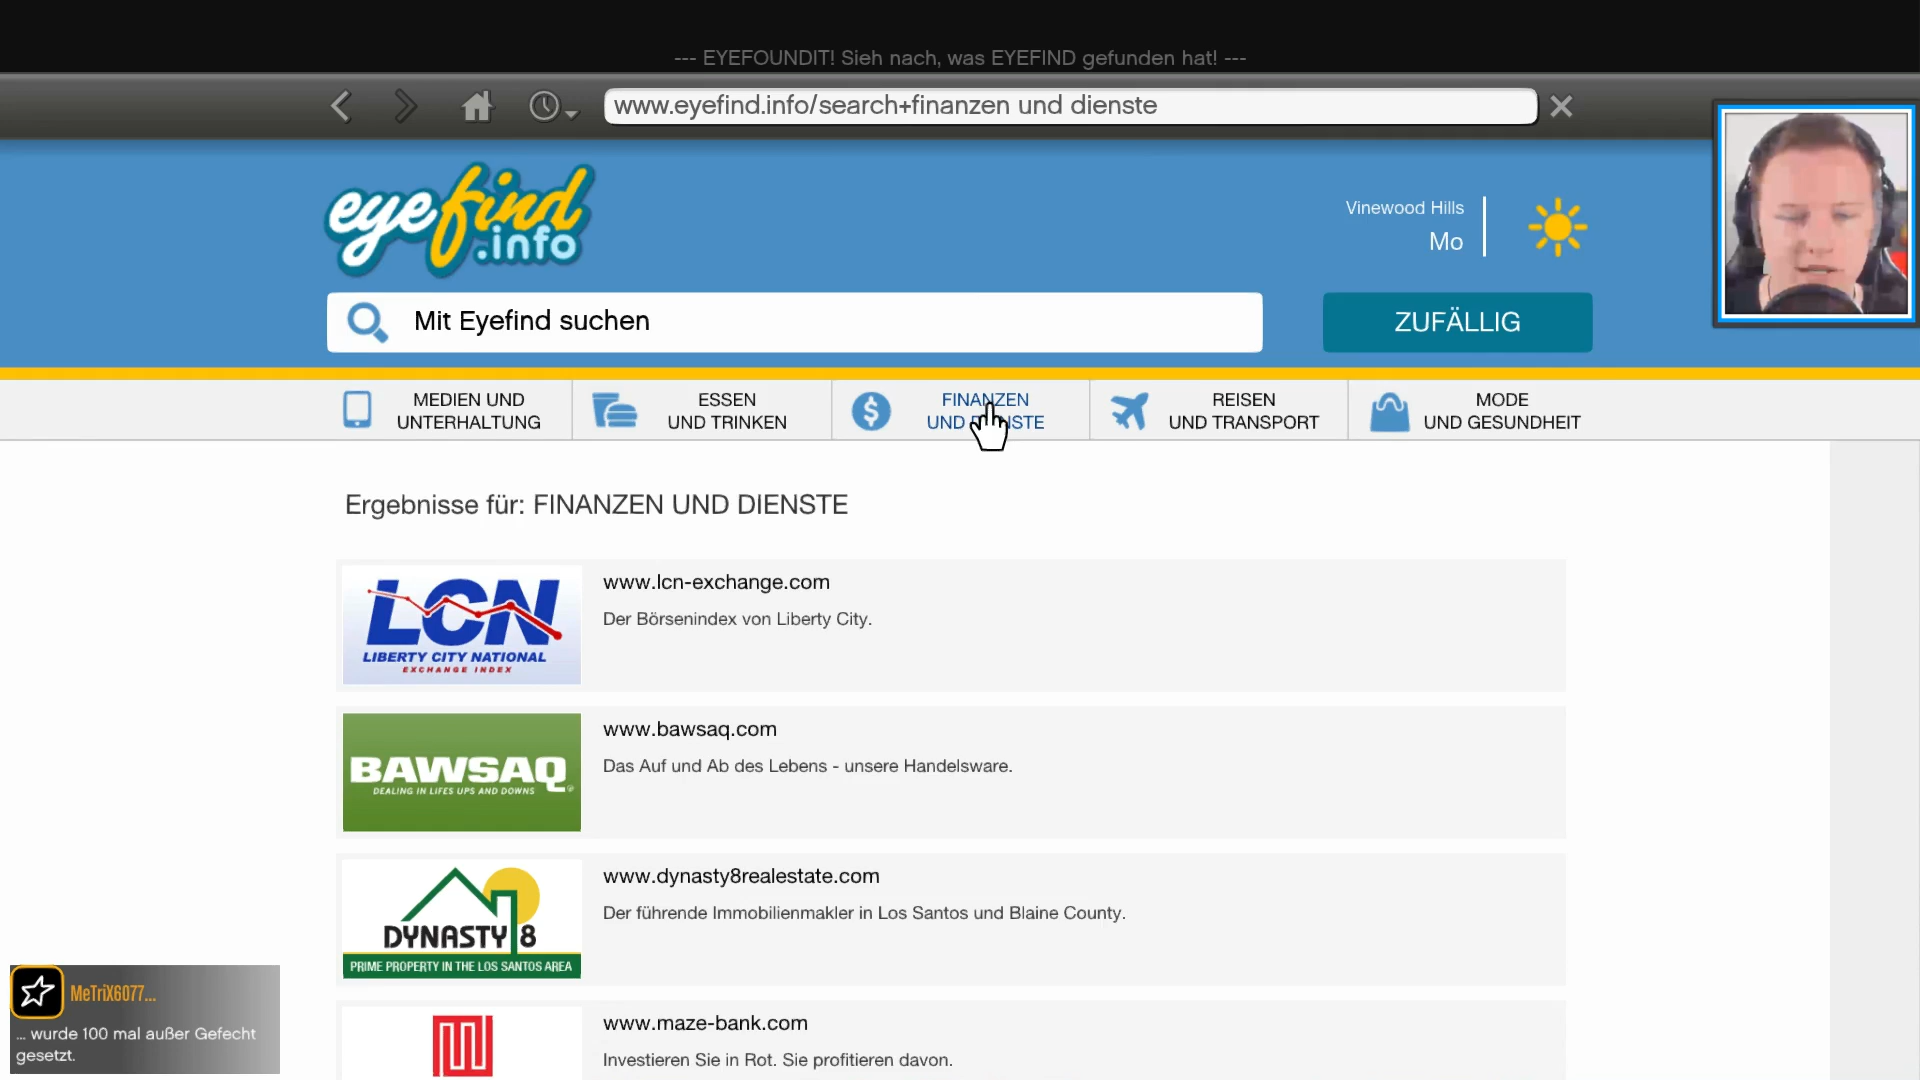 --- EYEFOUNDIT! Sieh nach, was EYEFIND gefunden hat! ---
www.eyefind.info/search+finanzen und dienste
eyefind
.info
Vinewood Hills
Mo
Mit Eyefind suchen
ZUFÄLLIG
MEDIEN UND
UNTERHALTUNG
ESSEN
UND TRINKEN
FINANZEN
UND DIENSTE
REISEN
UND TRANSPORT
MODE
UND GESUNDHEIT
Ergebnisse für: FINANZEN UND DIENSTE
LCN
LIBERTY CITY NATIONAL
EXCHANGE INDEX
www.lcn-exchange.com
Der Börsenindex von Liberty City.
BAWSAQ
DEALING IN LIFES UPS AND DOWNS
www.bawsaq.com
Das Auf und Ab des Lebens - unsere Handelsware.
DYNASTY 8
PRIME PROPERTY IN THE LOS SANTOS AREA
www.dynasty8realestate.com
Der führende Immobilienmakler in Los Santos und Blaine County.
www.maze-bank.com
Investieren Sie in Rot. Sie profitieren davon.
MeTriX6077...
... wurde 100 mal außer Gefecht
gesetzt.